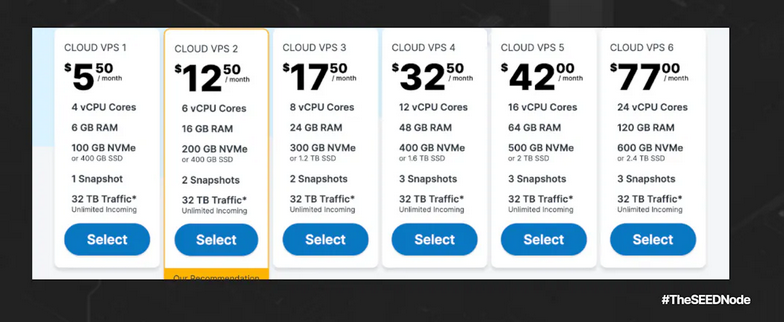 CLOUD VPS 1
$5 50 / month
4 vCPU Cores
6 GB RAM
100 GB NVMe
or 400 GB SSD
1 Snapshot
32 TB Traffic*
Unlimited Incoming
Select
CLOUD VPS 2
$12 50 / month
6 vCPU Cores
16 GB RAM
200 GB NVMe
or 400 GB SSD
2 Snapshots
32 TB Traffic*
Unlimited Incoming
Select
Our Recommendation
CLOUD VPS 3
$17 50 / month
8 vCPU Cores
24 GB RAM
300 GB NVMe
or 1.2 TB SSD
2 Snapshots
32 TB Traffic*
Unlimited Incoming
Select
CLOUD VPS 4
$32 50 / month
12 vCPU Cores
48 GB RAM
400 GB NVMe
or 1.6 TB SSD
3 Snapshots
32 TB Traffic*
Unlimited Incoming
Select
CLOUD VPS 5
$42 00 / month
16 vCPU Cores
64 GB RAM
500 GB NVMe
or 2 TB SSD
3 Snapshots
32 TB Traffic*
Unlimited Incoming
Select
CLOUD VPS 6
$77 00 / month
24 vCPU Cores
120 GB RAM
600 GB NVMe
or 2.4 TB SSD
3 Snapshots
32 TB Traffic*
Unlimited Incoming
Select
#TheSEEDNode